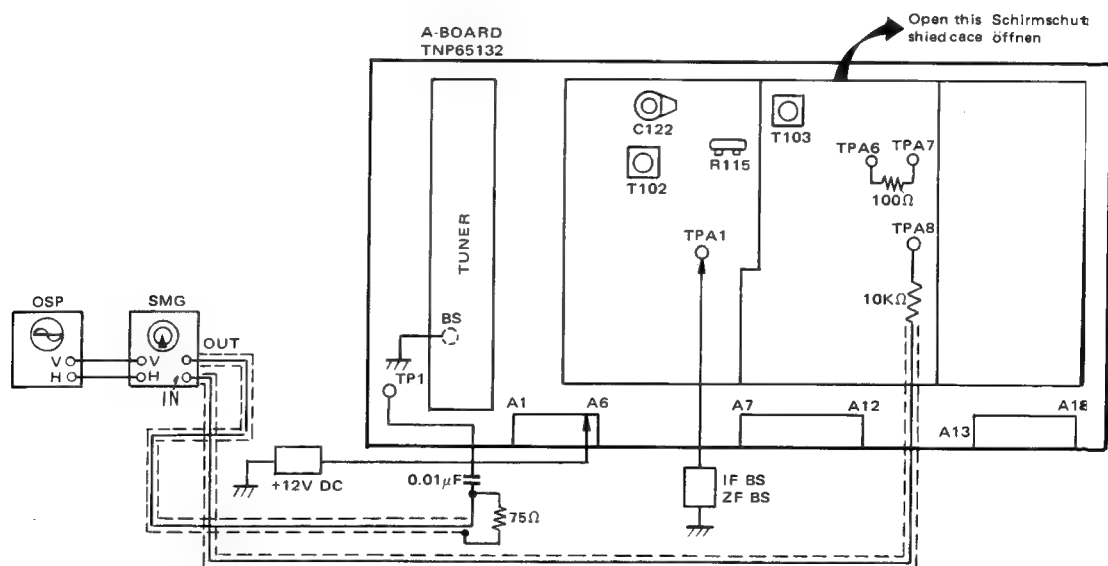 Open this Schirmschutz
shied cace öffnen
A-BOARD
TNP65132
C122
T103
R115
T102
TPA6
TPA7
100Ω
TUNER
TPA1
TPA8
10KΩ
OSP
SMG
BS
OUT
V
V
H
H
IN
TP1
A1
A6
A7
A12
A13
A18
+12V DC
0.01μF
75Ω
IF BS
ZF BS